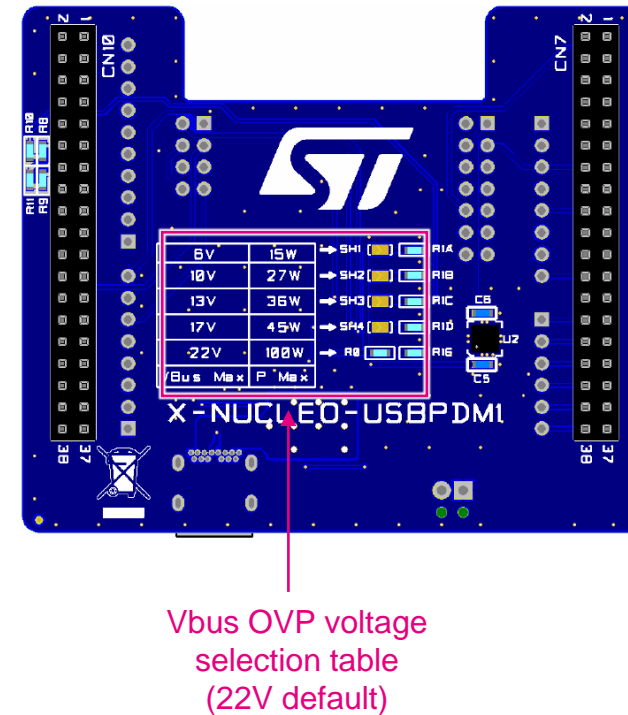 2 1
CN10
2 1
CN7
R10 R8
R11 R9
ST
6V 15W SH1 R1A
10V 27W SH2 R1B
13V 36W SH3 R1C
17V 45W SH4 R1D
22V 100W R0 R1E
VBus Max P Max
C6
U2
C5
X-NUCLEO-USBPDM1
38 37
38 37
Vbus OVP voltage
selection table
(22V default)